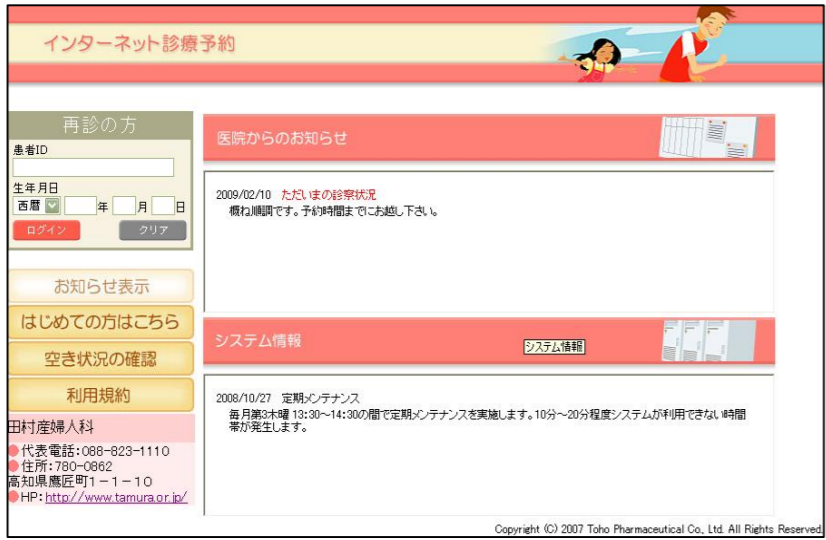 インターネット診療予約
再診の方
患者ID
生年月日
西暦 年 月 日
ログイン クリア
お知らせ表示
はじめての方はこちら
空き状況の確認
利用規約
田村産婦人科
●代表電話:088-823-1110
●住所:780-0862
高知県鷹匠町1-1-10
●HP:http://www.tamura.or.jp/
医院からのお知らせ
2009/02/10 ただいまの診察状況
概ね順調です。予約時間までにお越し下さい。
システム情報
システム情報
2008/10/27 定期メンテナンス
毎月第3木曜 13:30~14:30の間で定期メンテナンスを実施します。10分~20分程度システムが利用できない時間
帯が発生します。
Copyright (C) 2007 Toho Pharmaceutical Co., Ltd. All Rights Reserved.